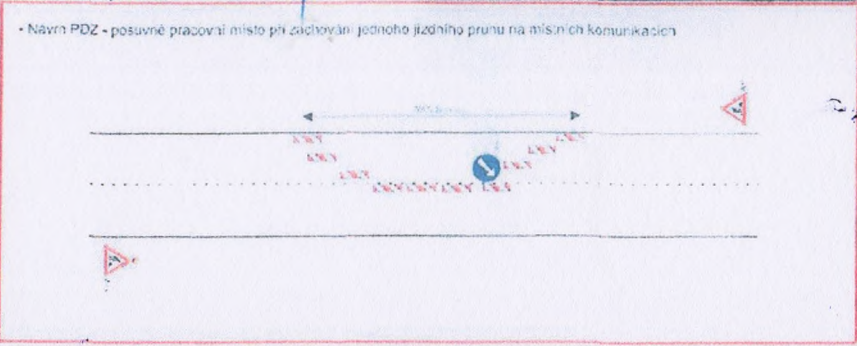 - Návrh PDZ - posuvné pracovní místo při zachování jednoho jízdního pruhu na místních komunikacích